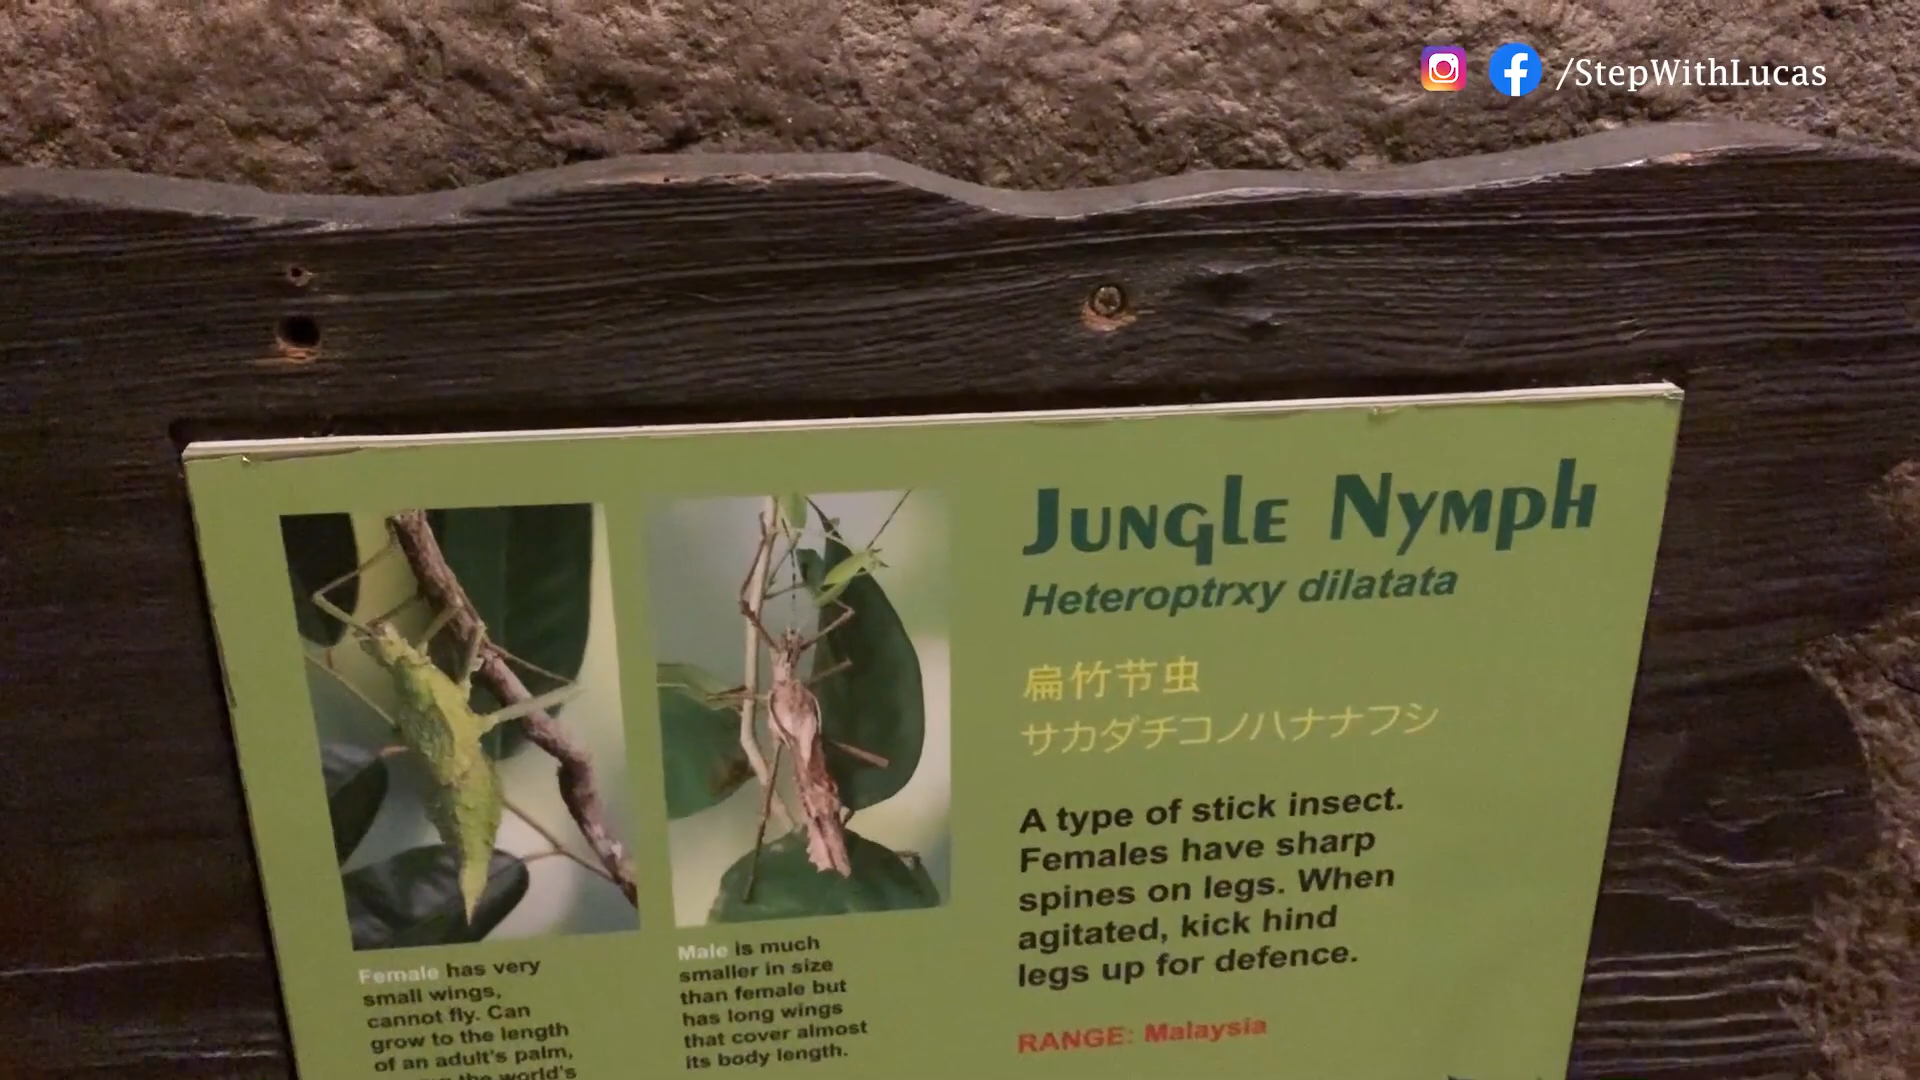 /StepWithLucas
Jungle Nymph
Heteroptrxy dilatata
扁竹节虫
サカダチコノハナナフシ
A type of stick insect.
Females have sharp
spines on legs. When
agitated, kick hind
legs up for defence.
RANGE: Malaysia
Female has very
small wings,
cannot fly. Can
grow to the length
of an adult's palm,
the world's
Male is much
smaller in size
than female but
has long wings
that cover almost
its body length.